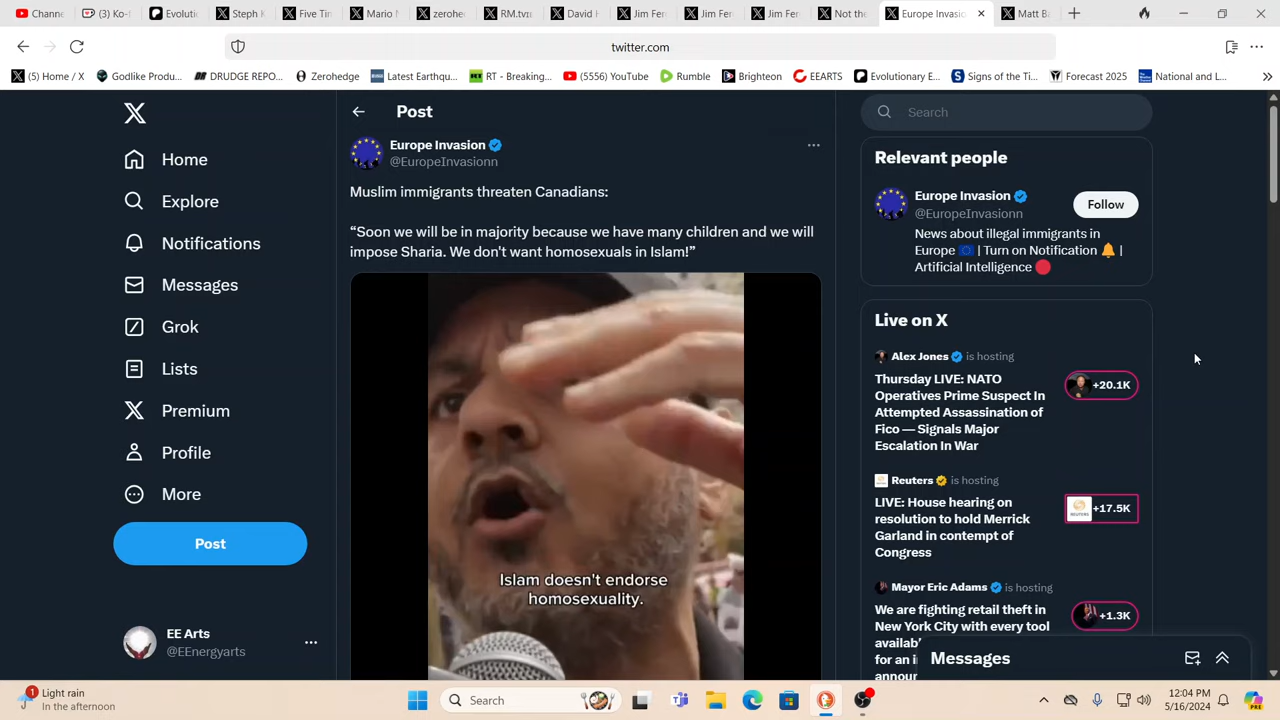 Channe
(3) Ko-f
Evoluti
Steph K
Five Tim
Mario N
zerohe
RM.tv
David H
Jim Fer
Jim Fer
Jim Fer
Not the
Europe Invasio
Matt B
twitter.com
(5) Home / X
Godlike Produ...
DRUDGE REPO...
Zerohedge
Latest Earthqu...
RT - Breaking...
(5556) YouTube
Rumble
Brighteon
EEARTS
Evolutionary E...
Signs of the Ti...
Forecast 2025
National and L...
Home
Explore
Notifications
Messages
Grok
Lists
Premium
Profile
More
Post
EE Arts
@EEnergyarts
Post
Europe Invasion
@EuropeInvasionn
Muslim immigrants threaten Canadians:
“Soon we will be in majority because we have many children and we will
impose Sharia. We don't want homosexuals in Islam!”
Islam doesn't endorse
homosexuality.
Search
Relevant people
Europe Invasion
@EuropeInvasionn
Follow
News about illegal immigrants in
Europe | Turn on Notification |
Artificial Intelligence
Live on X
Alex Jones is hosting
Thursday LIVE: NATO
Operatives Prime Suspect In
Attempted Assassination of
Fico — Signals Major
Escalation In War
+20.1K
Reuters is hosting
LIVE: House hearing on
resolution to hold Merrick
Garland in contempt of
Congress
+17.5K
Mayor Eric Adams is hosting
We are fighting retail theft in
New York City with every tool
availab
for an i
annour
+1.3K
Messages
1
Light rain
In the afternoon
Search
12:04 PM
5/16/2024
PRE